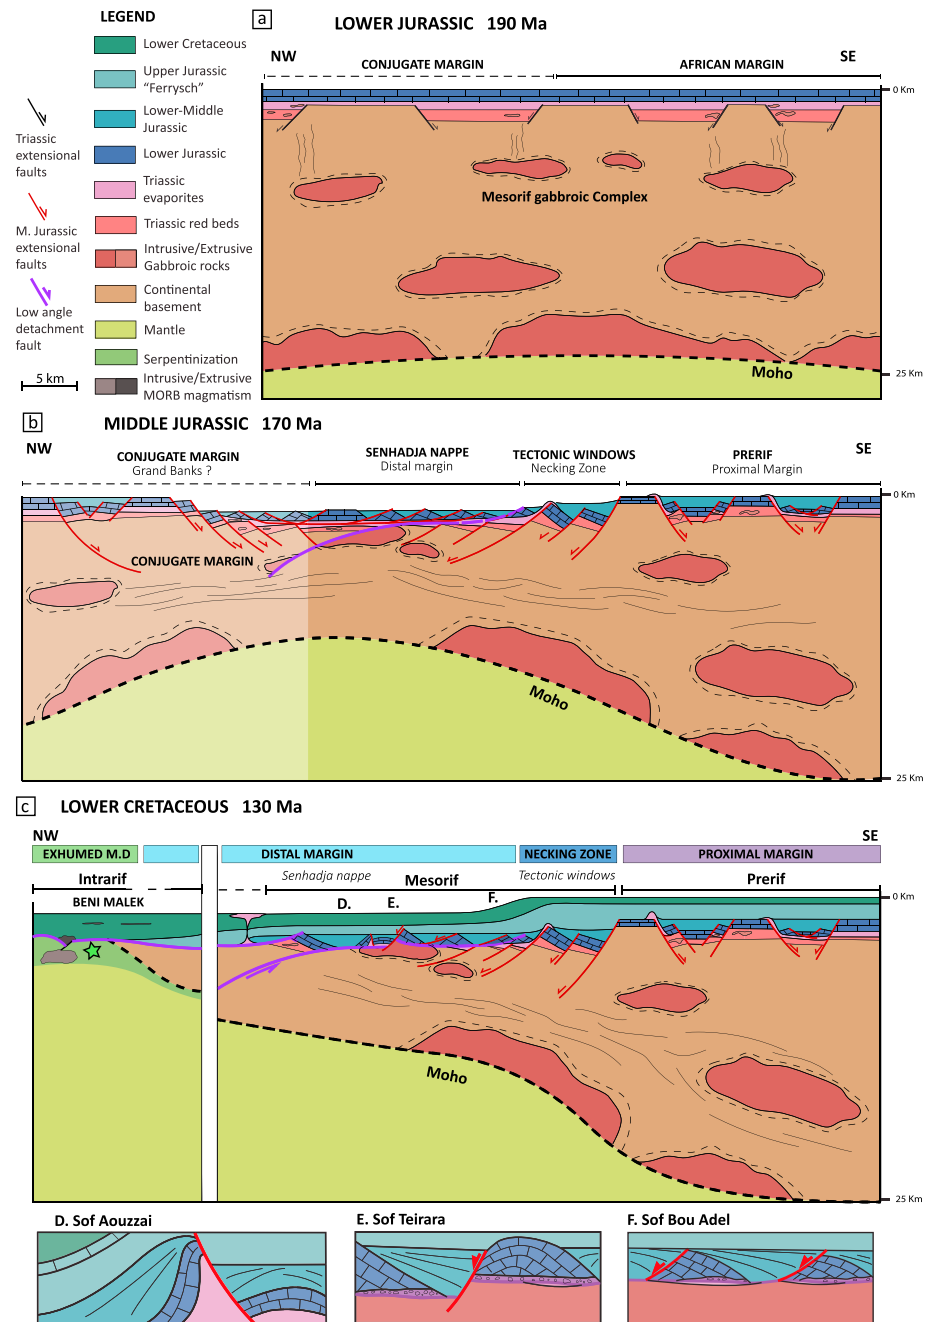 LEGEND
Lower Cretaceous
Upper Jurassic
“Ferrysch”
Lower-Middle
Jurassic
Lower Jurassic
Triassic
evaporites
Triassic red beds
Intrusive/Extrusive
Gabbroic rocks
Continental
basement
Mantle
Serpentinization
Intrusive/Extrusive
MORB magmatism
Triassic
extensional
faults
M. Jurassic
extensional
faults
Low angle
detachment
fault
5 km
a LOWER JURASSIC 190 Ma
NW SE
CONJUGATE MARGIN AFRICAN MARGIN
0 Km
Mesorif gabbroic Complex
Moho
25 Km
b MIDDLE JURASSIC 170 Ma
NW SE
CONJUGATE MARGIN SENHADJA NAPPE TECTONIC WINDOWS PRERIF
Grand Banks ? Distal margin Necking Zone Proximal Margin
0 Km
CONJUGATE MARGIN
Moho
25 Km
c LOWER CRETACEOUS 130 Ma
NW SE
EXHUMED M.D DISTAL MARGIN NECKING ZONE PROXIMAL MARGIN
Intrarif Senhadja nappe Mesorif Tectonic windows Prerif
BENI MALEK D. E. F.
0 Km
Moho
25 Km
D. Sof Aouzzai E. Sof Teirara F. Sof Bou Adel